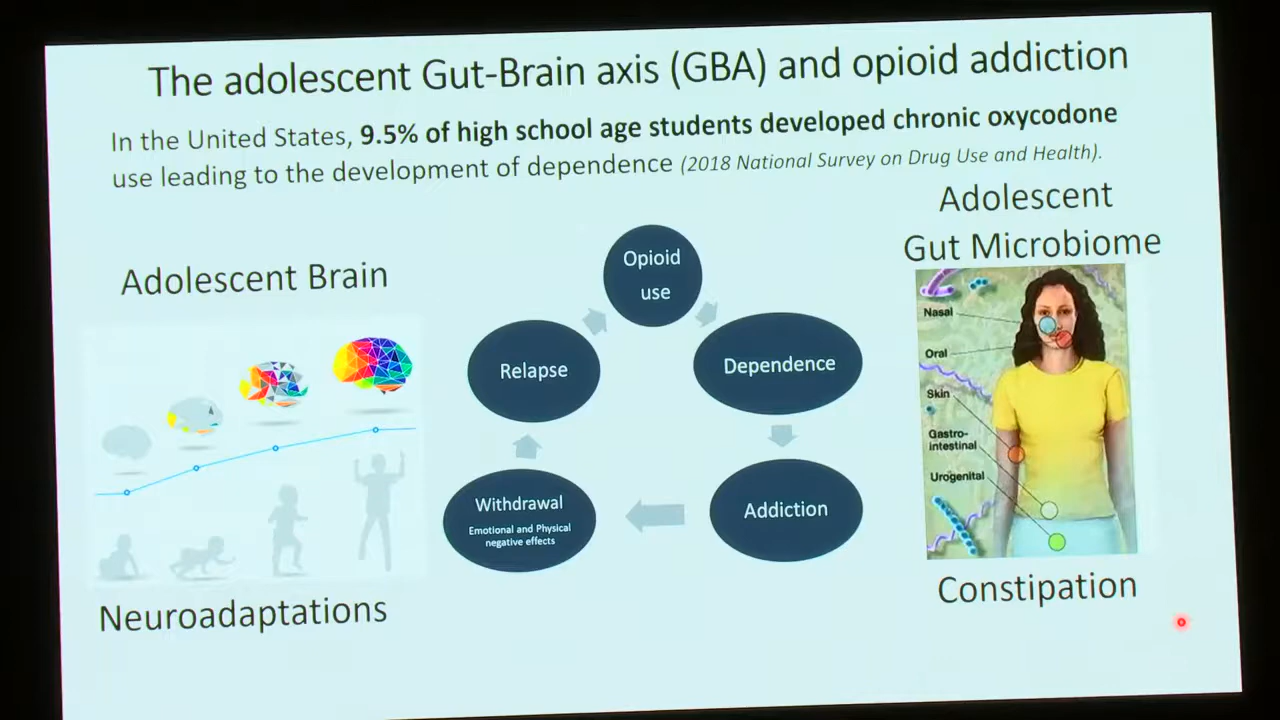 The adolescent Gut-Brain axis (GBA) and opioid addiction
In the United States, 9.5% of high school age students developed chronic oxycodone
use leading to the development of dependence (2018 National Survey on Drug Use and Health).
Adolescent Brain
Neuroadaptations
Opioid
use
Dependence
Addiction
Withdrawal
Emotional and Physical
negative effects
Relapse
Adolescent
Gut Microbiome
Nasal
Oral
Skin
Gastro-
intestinal
Urogenital
Constipation